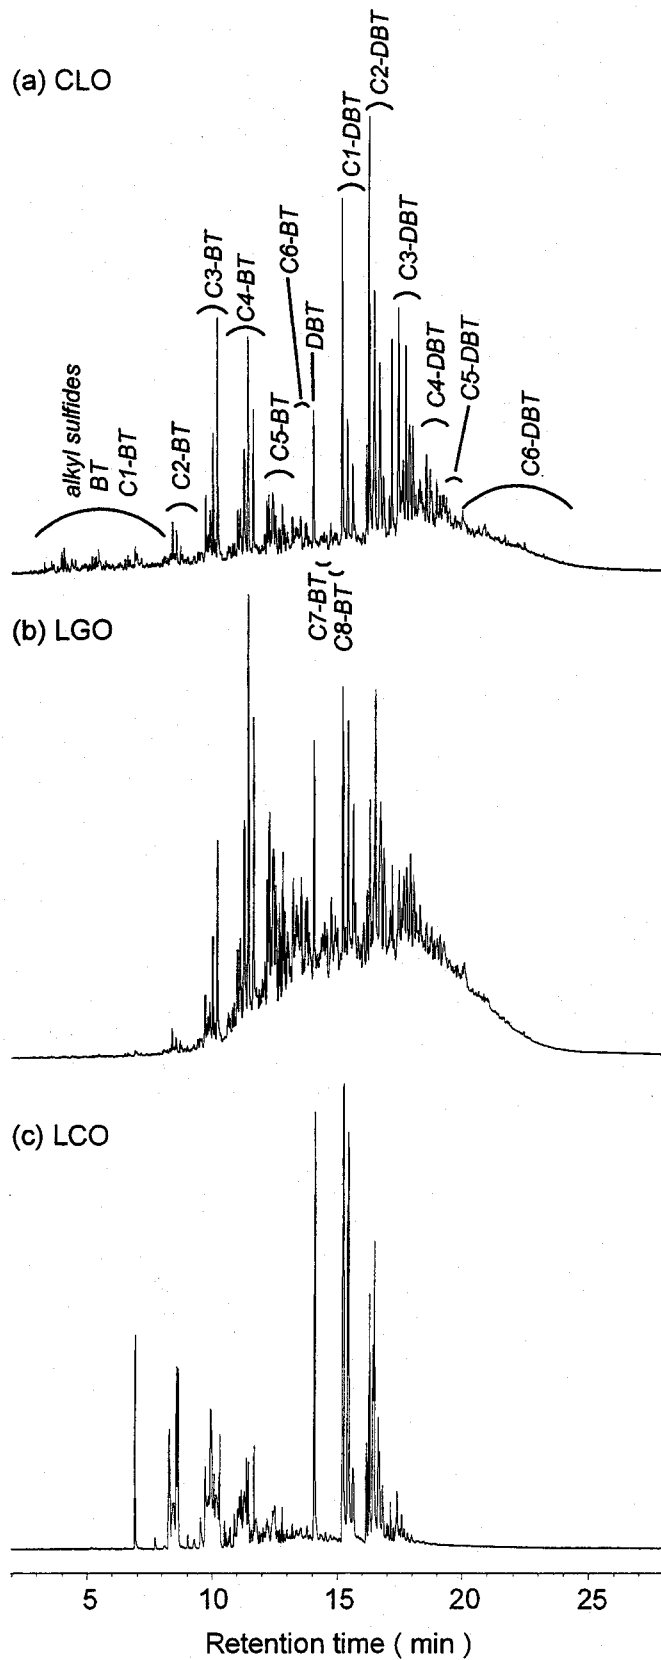 (a) CLO
alkyl sulfides
BT
C1-BT
C2-BT
C3-BT
C4-BT
C5-BT
C6-BT
DBT
C1-DBT
C2-DBT
C3-DBT
C4-DBT
C5-DBT
C6-DBT
C7-BT
C8-BT
(b) LGO
(c) LCO
5 10 15 20 25
Retention time ( min )